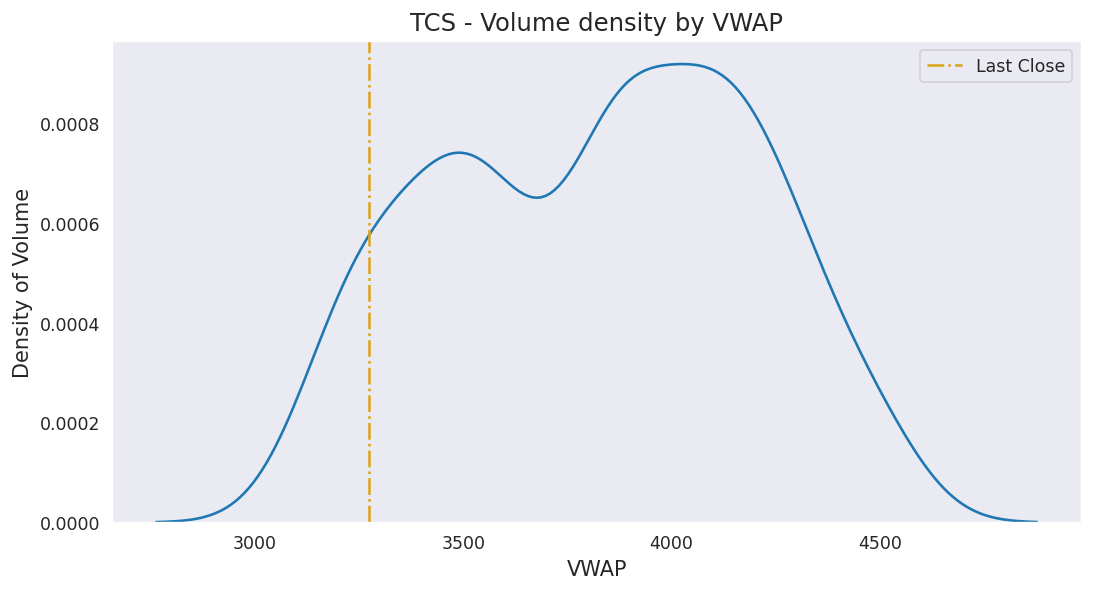 TCS - Volume density by VWAP
Last Close
Density of Volume
0.0008
0.0006
0.0004
0.0002
0.0000
3000
3500
4000
4500
VWAP